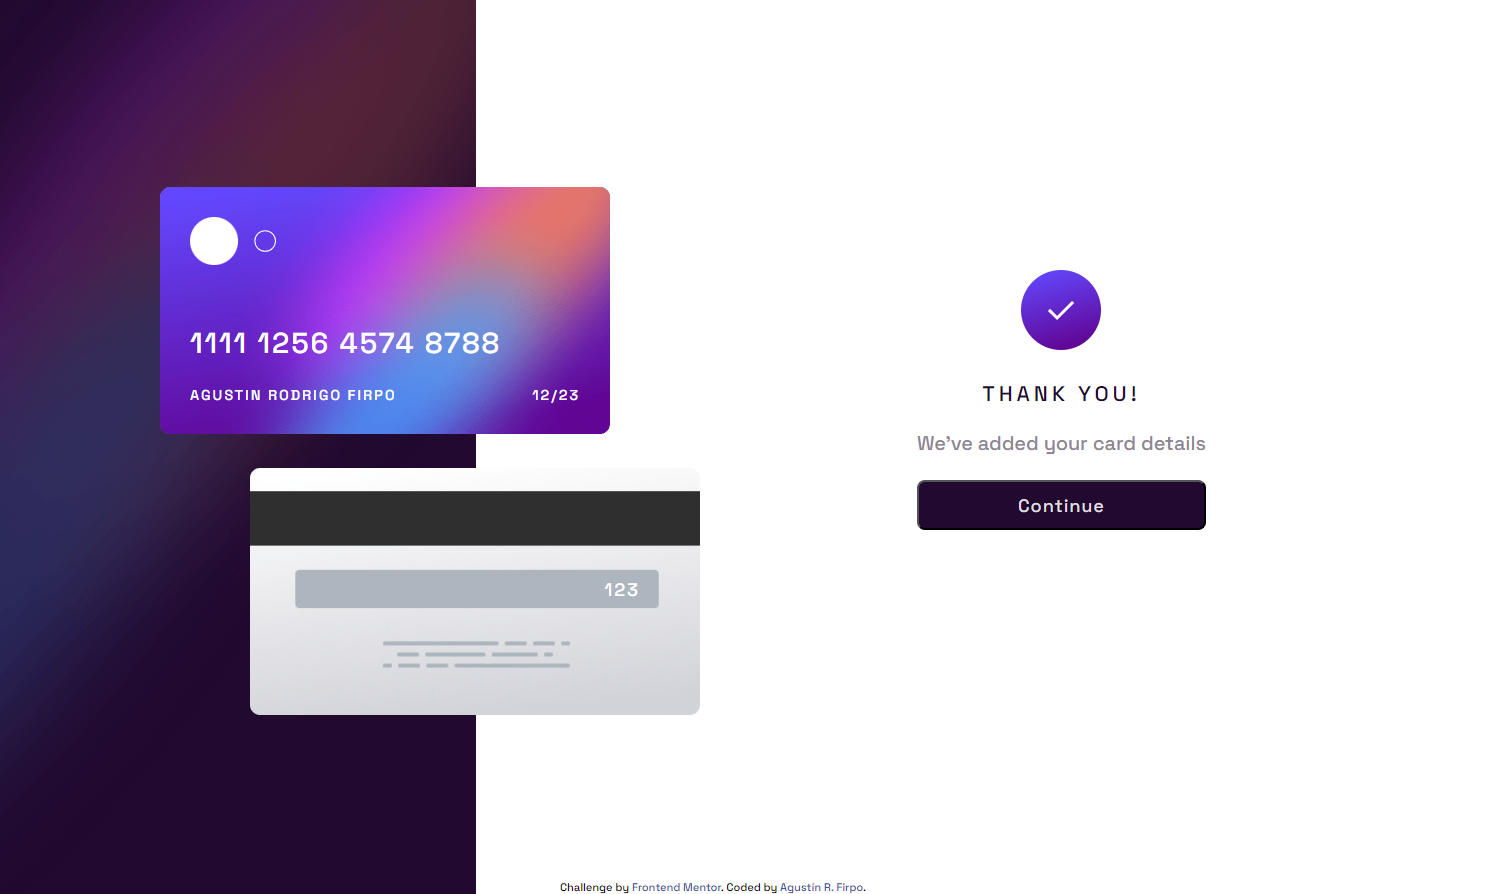 1111 1256 4574 8788
AGUSTIN RODRIGO FIRPO 12/23
123
THANK YOU!
We've added your card details
Continue
Challenge by Frontend Mentor. Coded by Agustín R. Firpo.